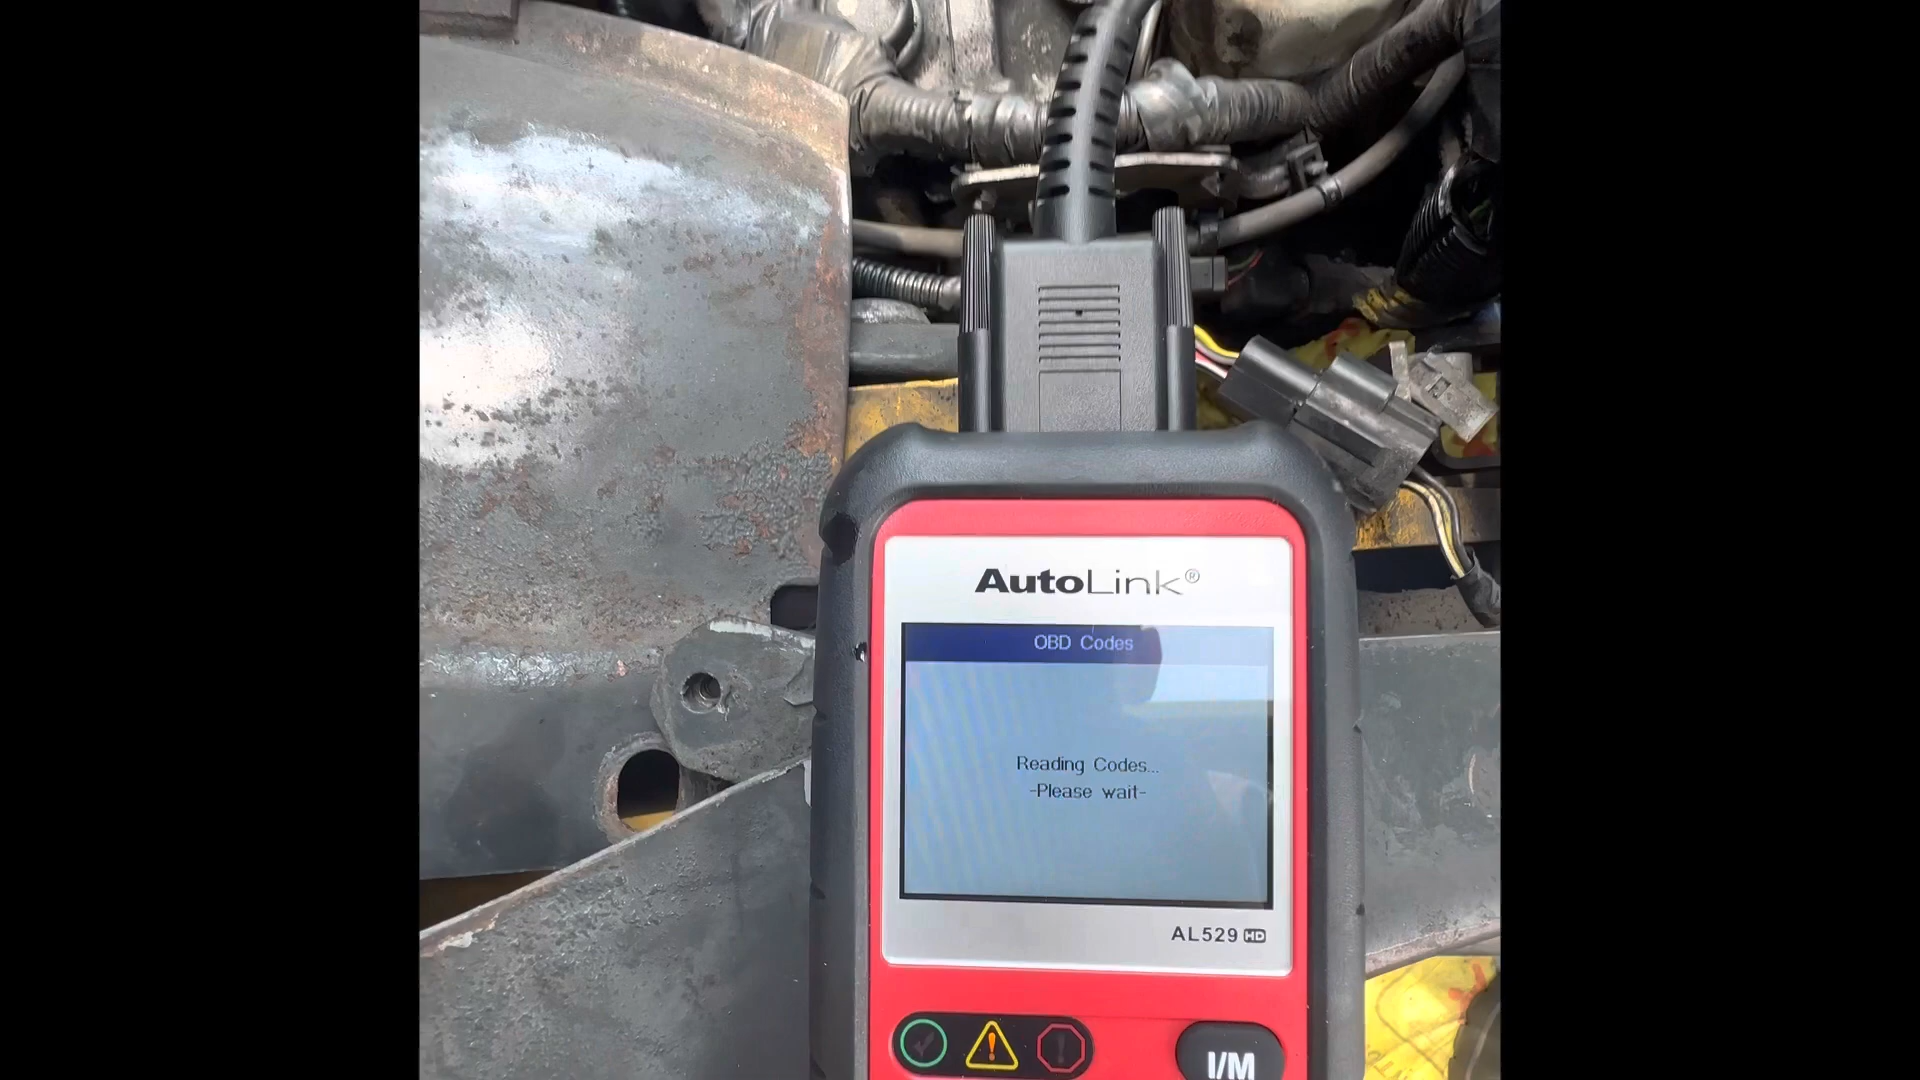 AutoLink®
OBD Codes
Reading Codes...
-Please wait-
AL529 HD
I/M